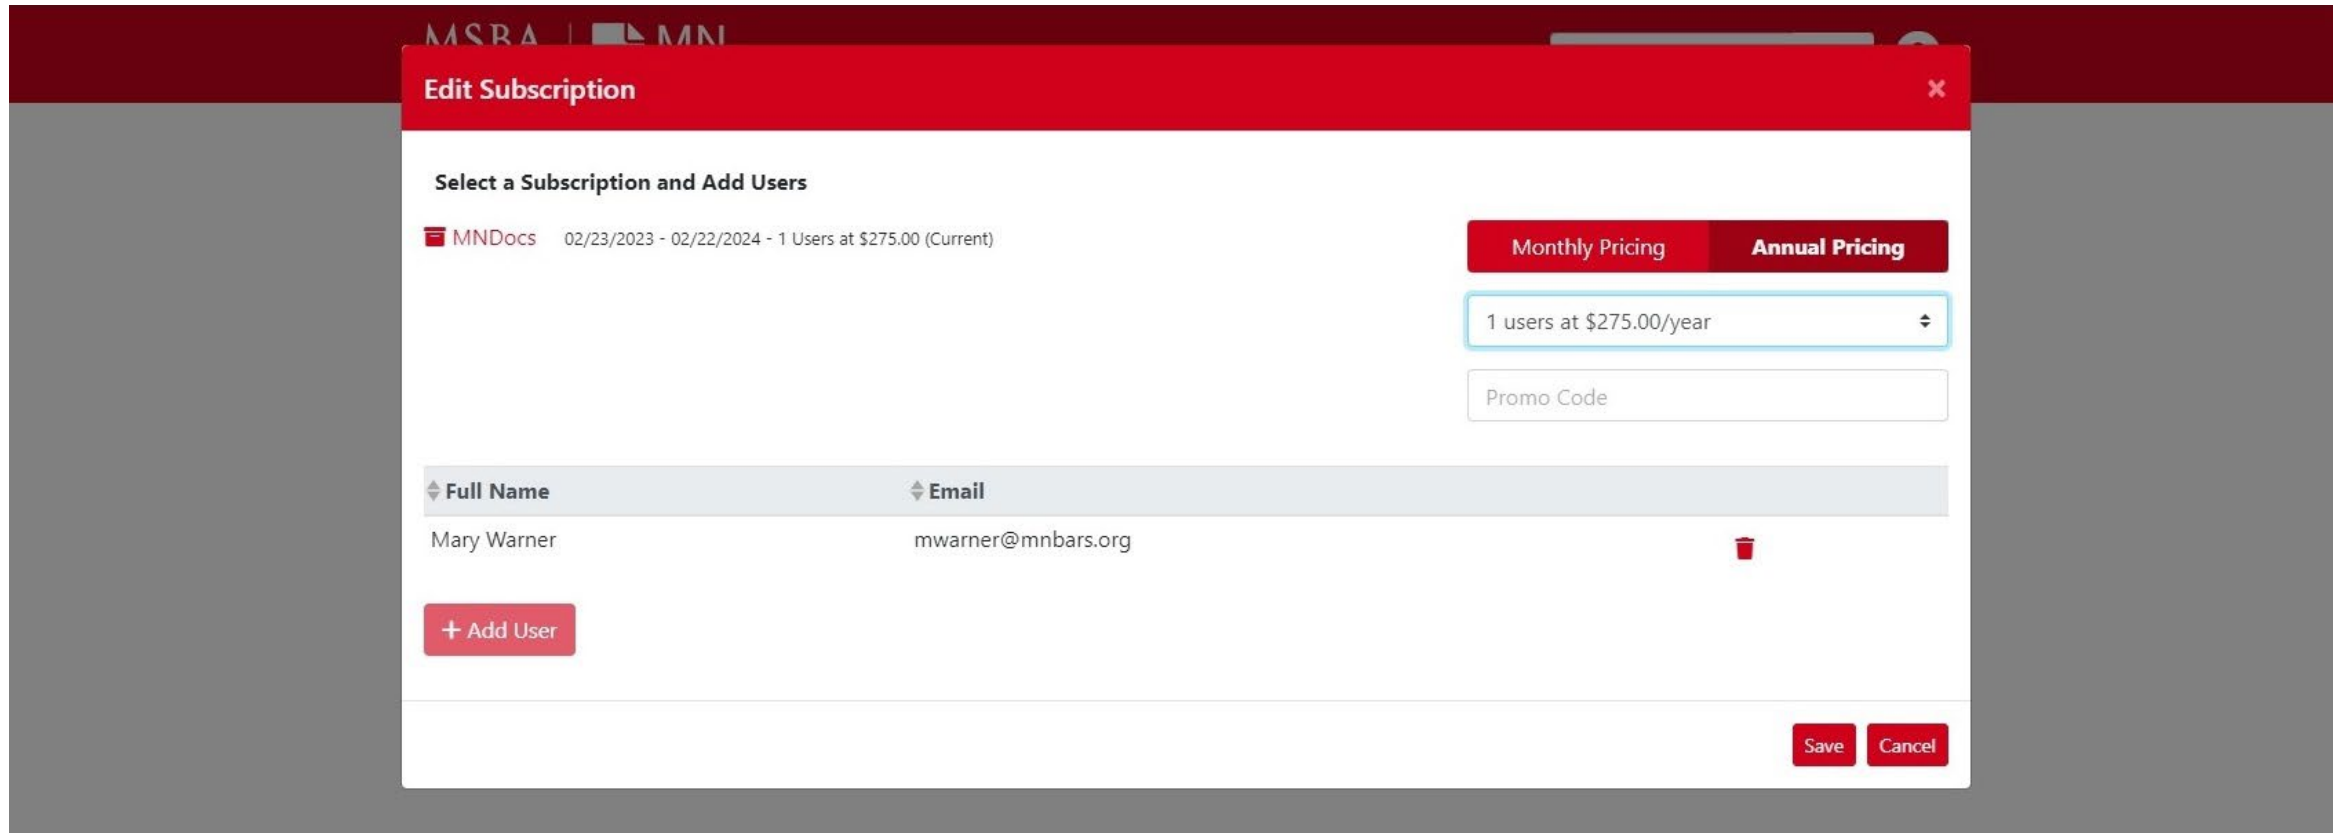 MSBA | MN
Edit Subscription ×
Select a Subscription and Add Users
MNDocs 02/23/2023 - 02/22/2024 - 1 Users at $275.00 (Current)
Monthly Pricing Annual Pricing
1 users at $275.00/year
Promo Code
Full Name Email
Mary Warner mwarner@mnbars.org
+ Add User
Save Cancel